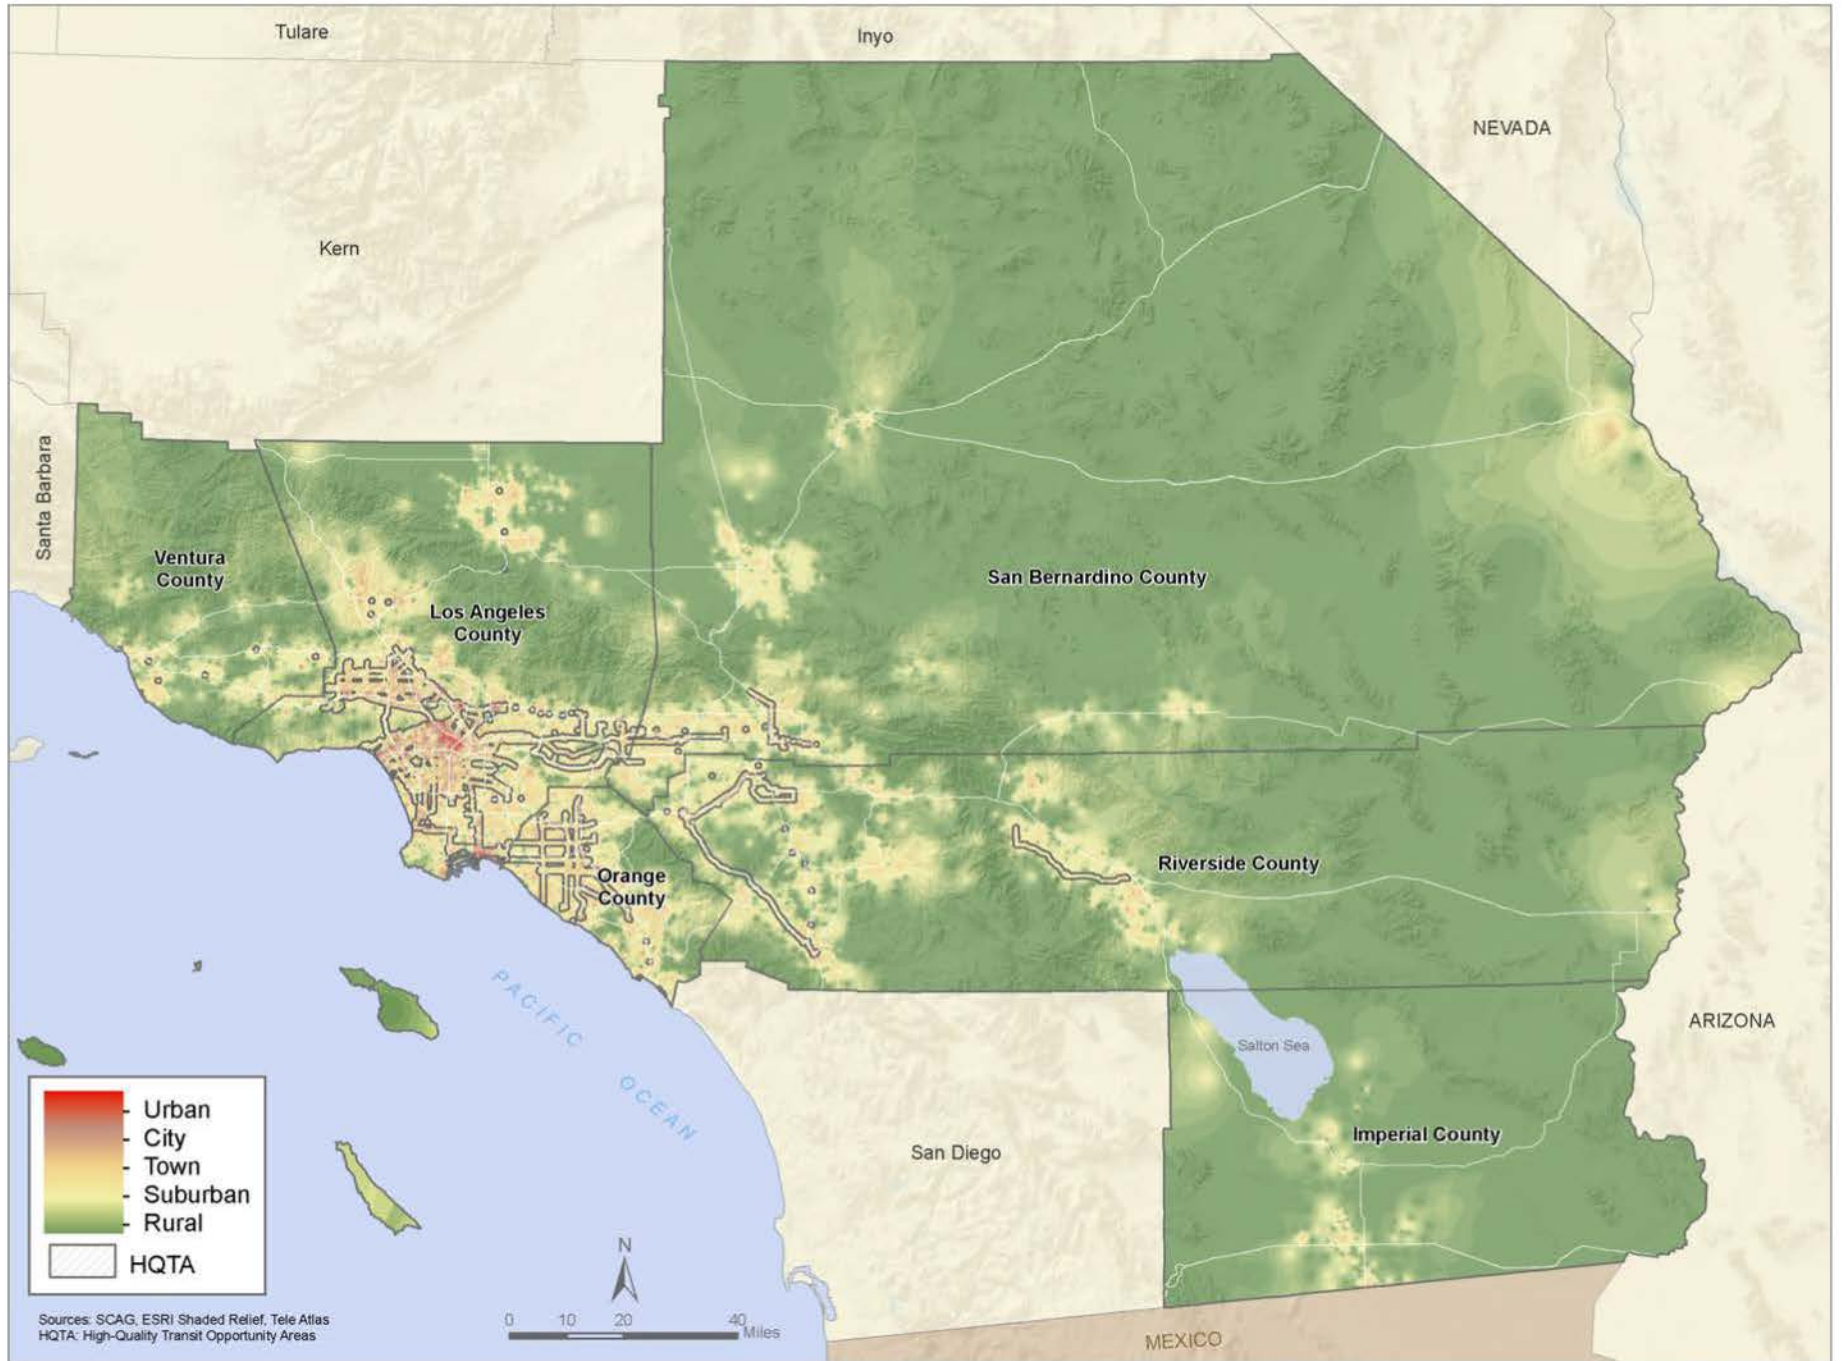 Tulare
Inyo
NEVADA
Kern
Santa Barbara
Ventura
County
Los Angeles
County
San Bernardino County
Orange
County
Riverside County
PACIFIC
OCEAN
Salton Sea
ARIZONA
San Diego
Imperial County
MEXICO
Urban
City
Town
Suburban
Rural
HQTA
N
0 10 20 40
Miles
Sources: SCAG, ESRI Shaded Relief, Tele Atlas
HQTA: High-Quality Transit Opportunity Areas